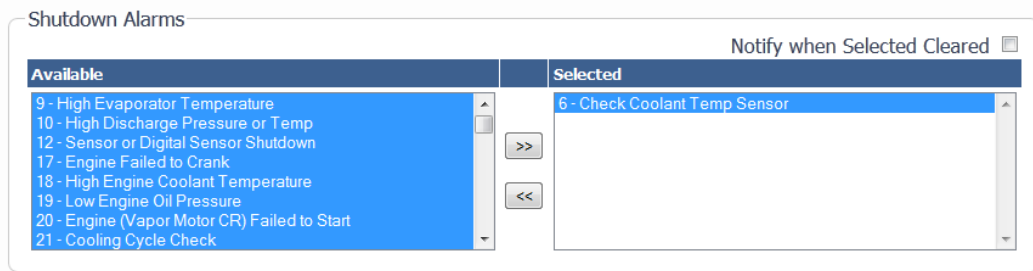 Shutdown Alarms
Notify when Selected Cleared
Available
Selected
9 - High Evaporator Temperature
10 - High Discharge Pressure or Temp
12 - Sensor or Digital Sensor Shutdown
17 - Engine Failed to Crank
18 - High Engine Coolant Temperature
19 - Low Engine Oil Pressure
20 - Engine (Vapor Motor CR) Failed to Start
21 - Cooling Cycle Check
>>
<<
6 - Check Coolant Temp Sensor